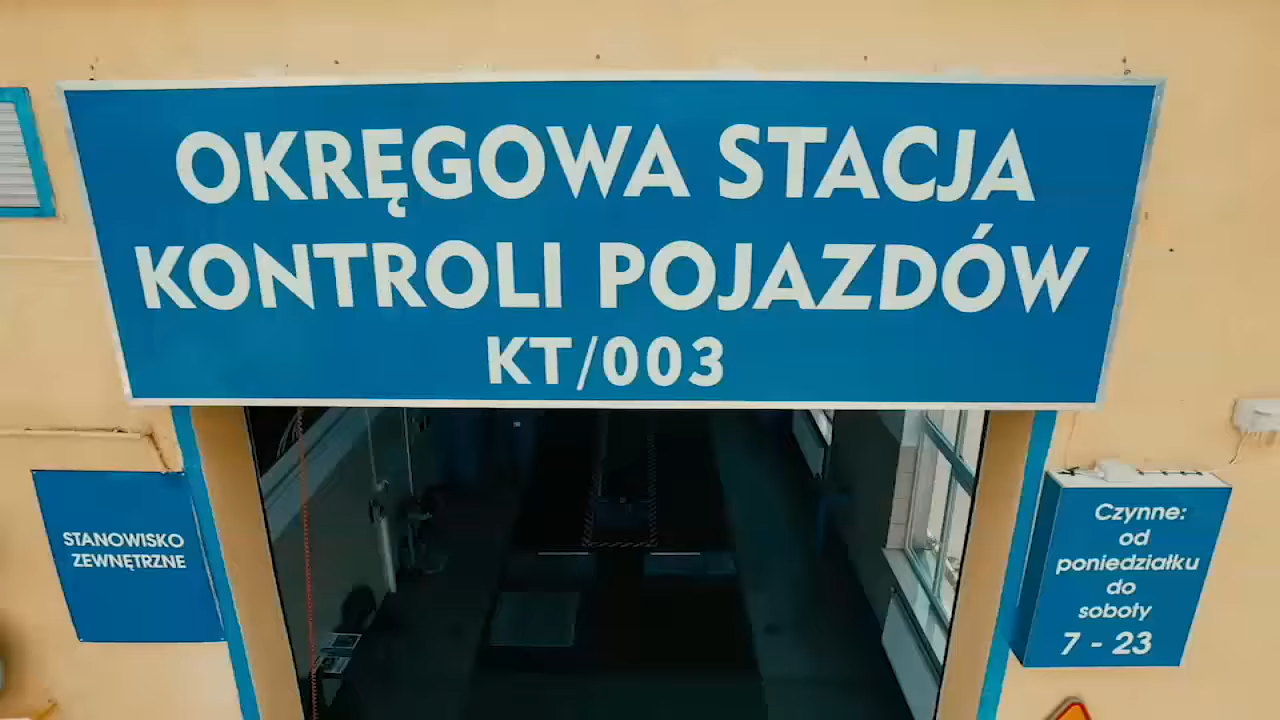 OKRĘGOWA STACJA
KONTROLI POJAZDÓW
KT/003
STANOWISKO
ZEWNĘTRZNE
Czynne:
od
poniedziałku
do
soboty
7 - 23